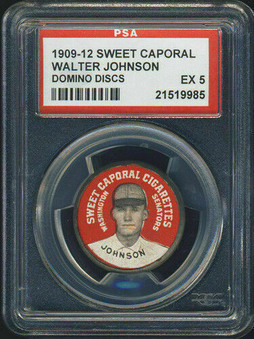 PSA
1909-12 SWEET CAPORAL
WALTER JOHNSON
DOMINO DISCS EX 5
21519985
SWEET CAPORAL CIGARETTES
WASHINGTON SENATORS
JOHNSON